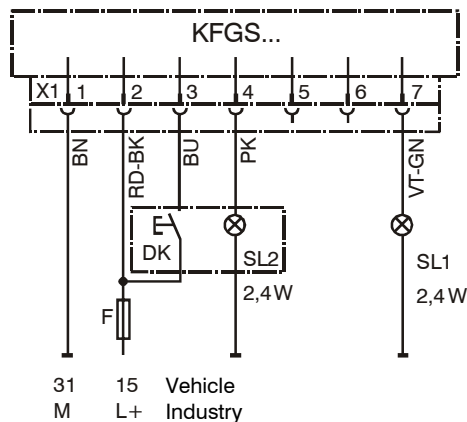 KFGS...
X1 1 2 3 4 5 6 7
BN
RD-BK
BU
PK
VT-GN
DK
SL2
SL1
2,4 W
2,4 W
F
31 15 Vehicle
M L+ Industry